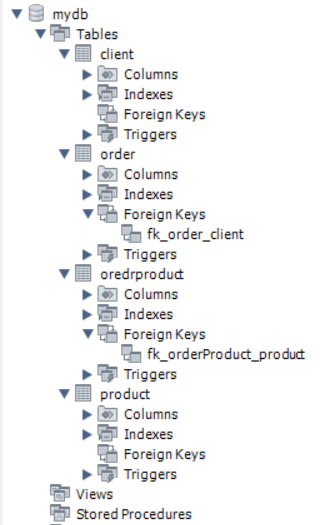 mydb
Tables
client
Columns
Indexes
Foreign Keys
Triggers
order
Columns
Indexes
Foreign Keys
fk_order_client
Triggers
oredrproduct
Columns
Indexes
Foreign Keys
fk_orderProduct_product
Triggers
product
Columns
Indexes
Foreign Keys
Triggers
Views
Stored Procedures